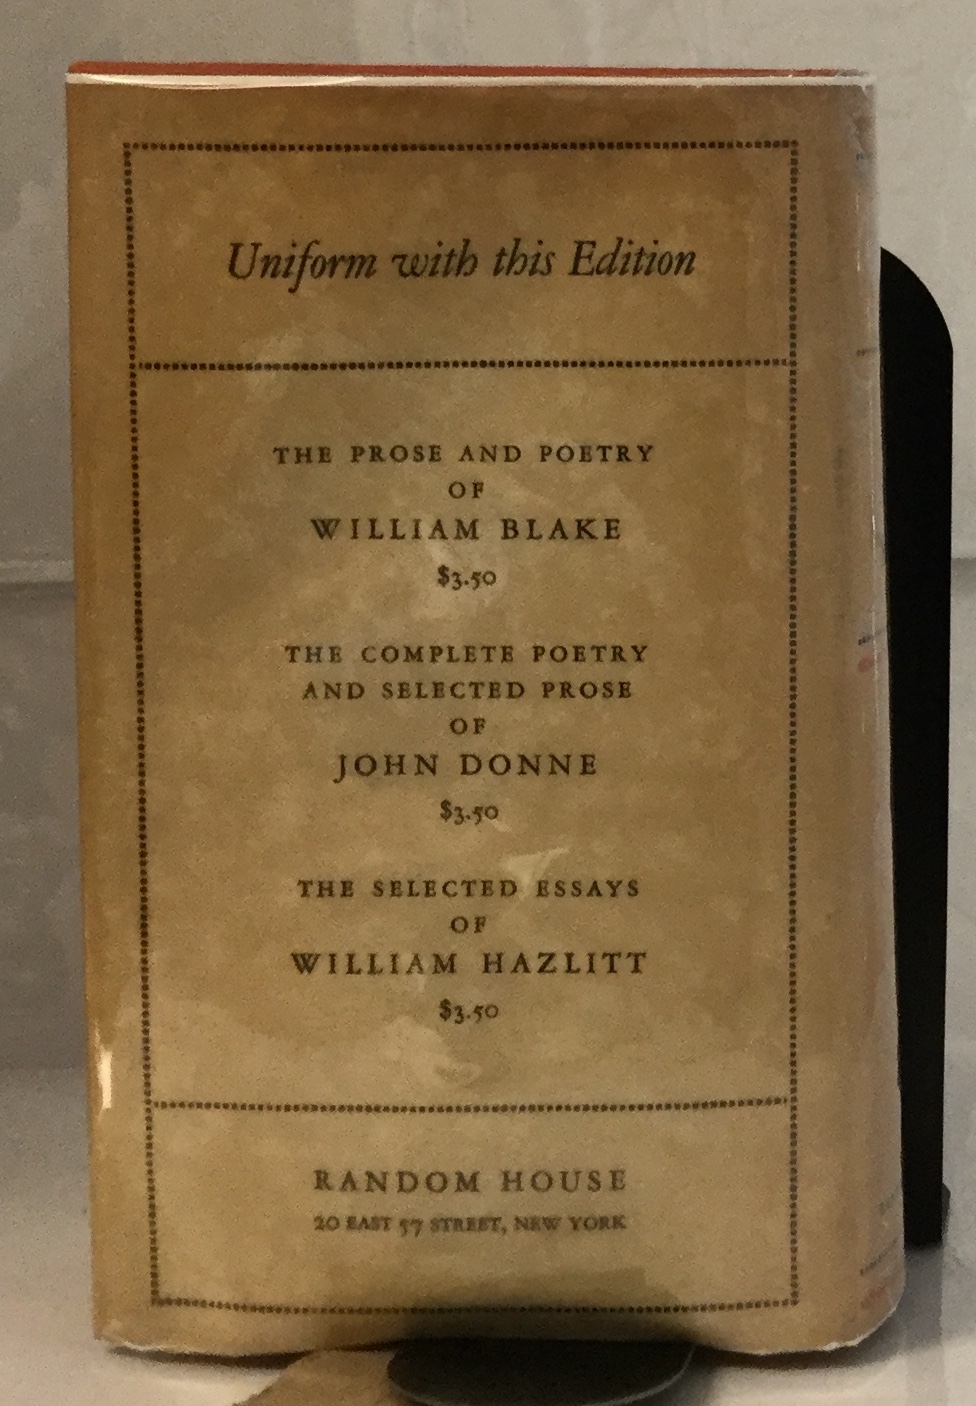 Uniform with this Edition
THE PROSE AND POETRY
OF
WILLIAM BLAKE
$3.50
THE COMPLETE POETRY
AND SELECTED PROSE
OF
JOHN DONNE
$3.50
THE SELECTED ESSAYS
OF
WILLIAM HAZLITT
$3.50
RANDOM HOUSE
20 EAST 57 STREET, NEW YORK